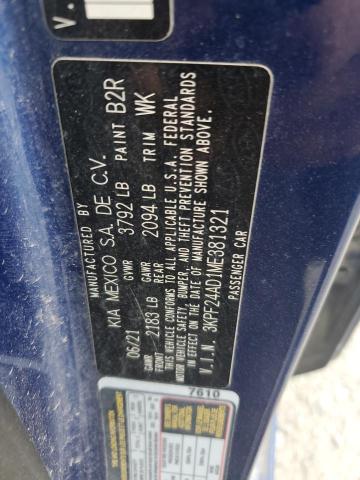 V.
MANUFACTURED BY
KIA MEXICO S.A. DE C.V.
06/21 GVWR 3792 LB PAINT B2R
GAWR 2183 LB GAWR REAR 2094 LB TRIM WK
THIS VEHICLE CONFORMS TO ALL APPLICABLE U.S.A. FEDERAL
MOTOR VEHICLE SAFETY, BUMPER, AND THEFT PREVENTION STANDARDS
IN EFFECT ON THE DATE OF MANUFACTURE SHOWN ABOVE.
V.I.N. 3KPF24AD1ME381321
PASSENGER CAR
7610